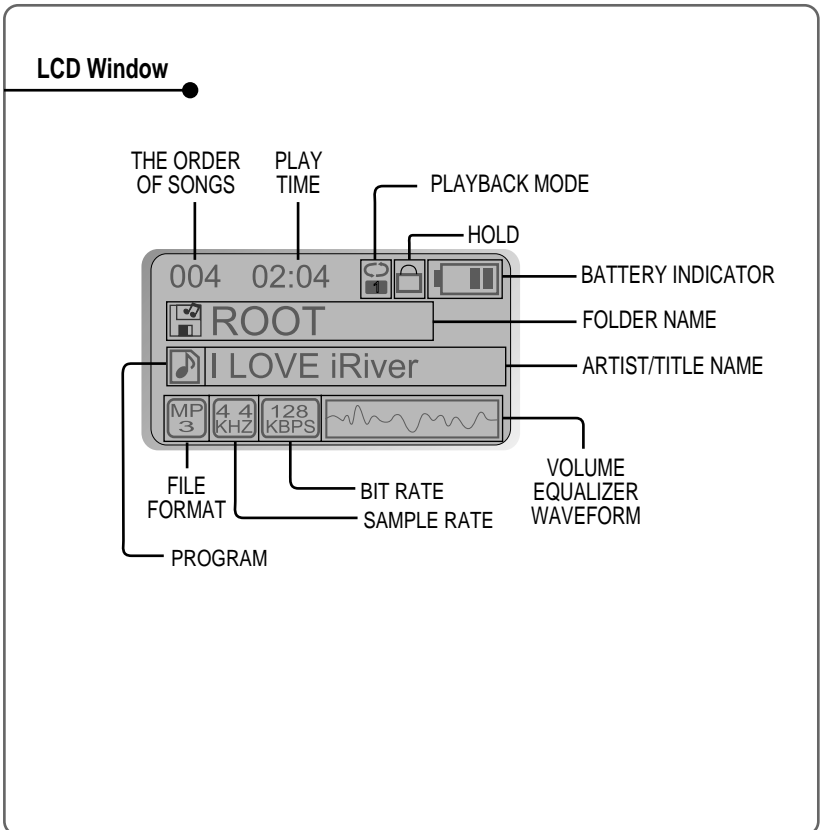 LCD Window
THE ORDER
OF SONGS
PLAY
TIME
PLAYBACK MODE
HOLD
004 02:04
1
BATTERY INDICATOR
ROOT
FOLDER NAME
I LOVE iRiver
ARTIST/TITLE NAME
MP
3
4 4
KHZ
128
KBPS
FILE
FORMAT
BIT RATE
SAMPLE RATE
VOLUME
EQUALIZER
WAVEFORM
PROGRAM